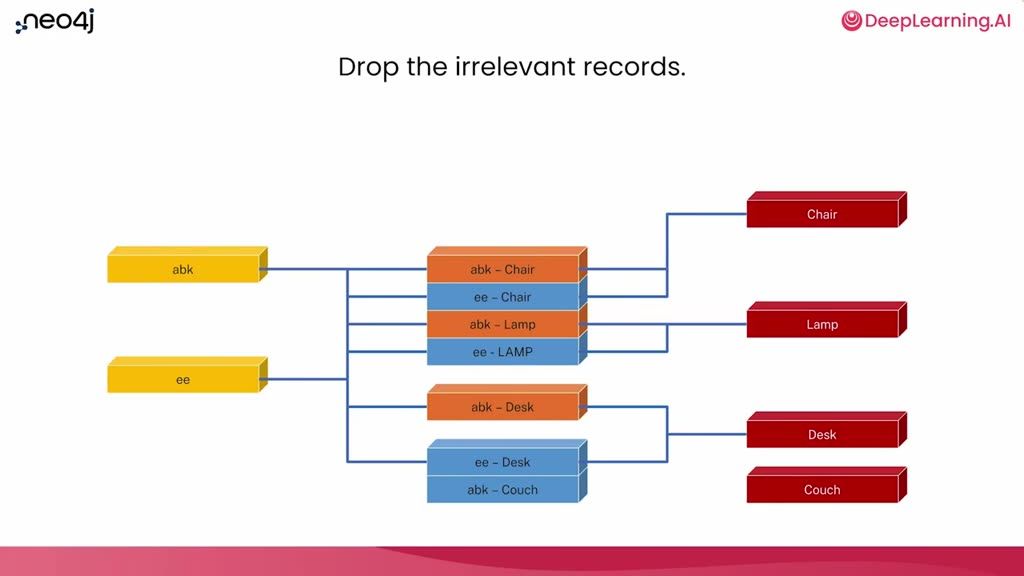 neo4j
DeepLearning.AI
Drop the irrelevant records.
abk
ee
abk – Chair
ee – Chair
abk – Lamp
ee - LAMP
abk – Desk
ee – Desk
abk – Couch
Chair
Lamp
Desk
Couch